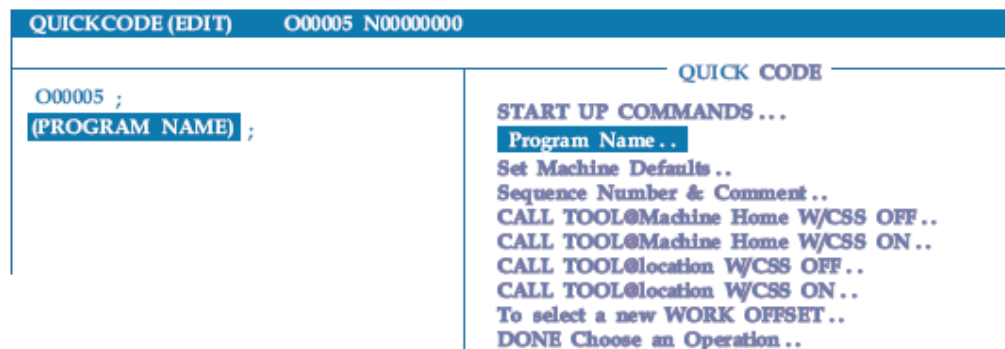 QUICKCODE (EDIT) O00005 N00000000
O00005 ;
(PROGRAM NAME) ;
QUICK CODE
START UP COMMANDS ...
Program Name . .
Set Machine Defaults . .
Sequence Number & Comment . .
CALL TOOL@Machine Home W/CSS OFF . .
CALL TOOL@Machine Home W/CSS ON . .
CALL TOOL@location W/CSS OFF . .
CALL TOOL@location W/CSS ON . .
To select a new WORK OFFSET . .
DONE Choose an Operation . .